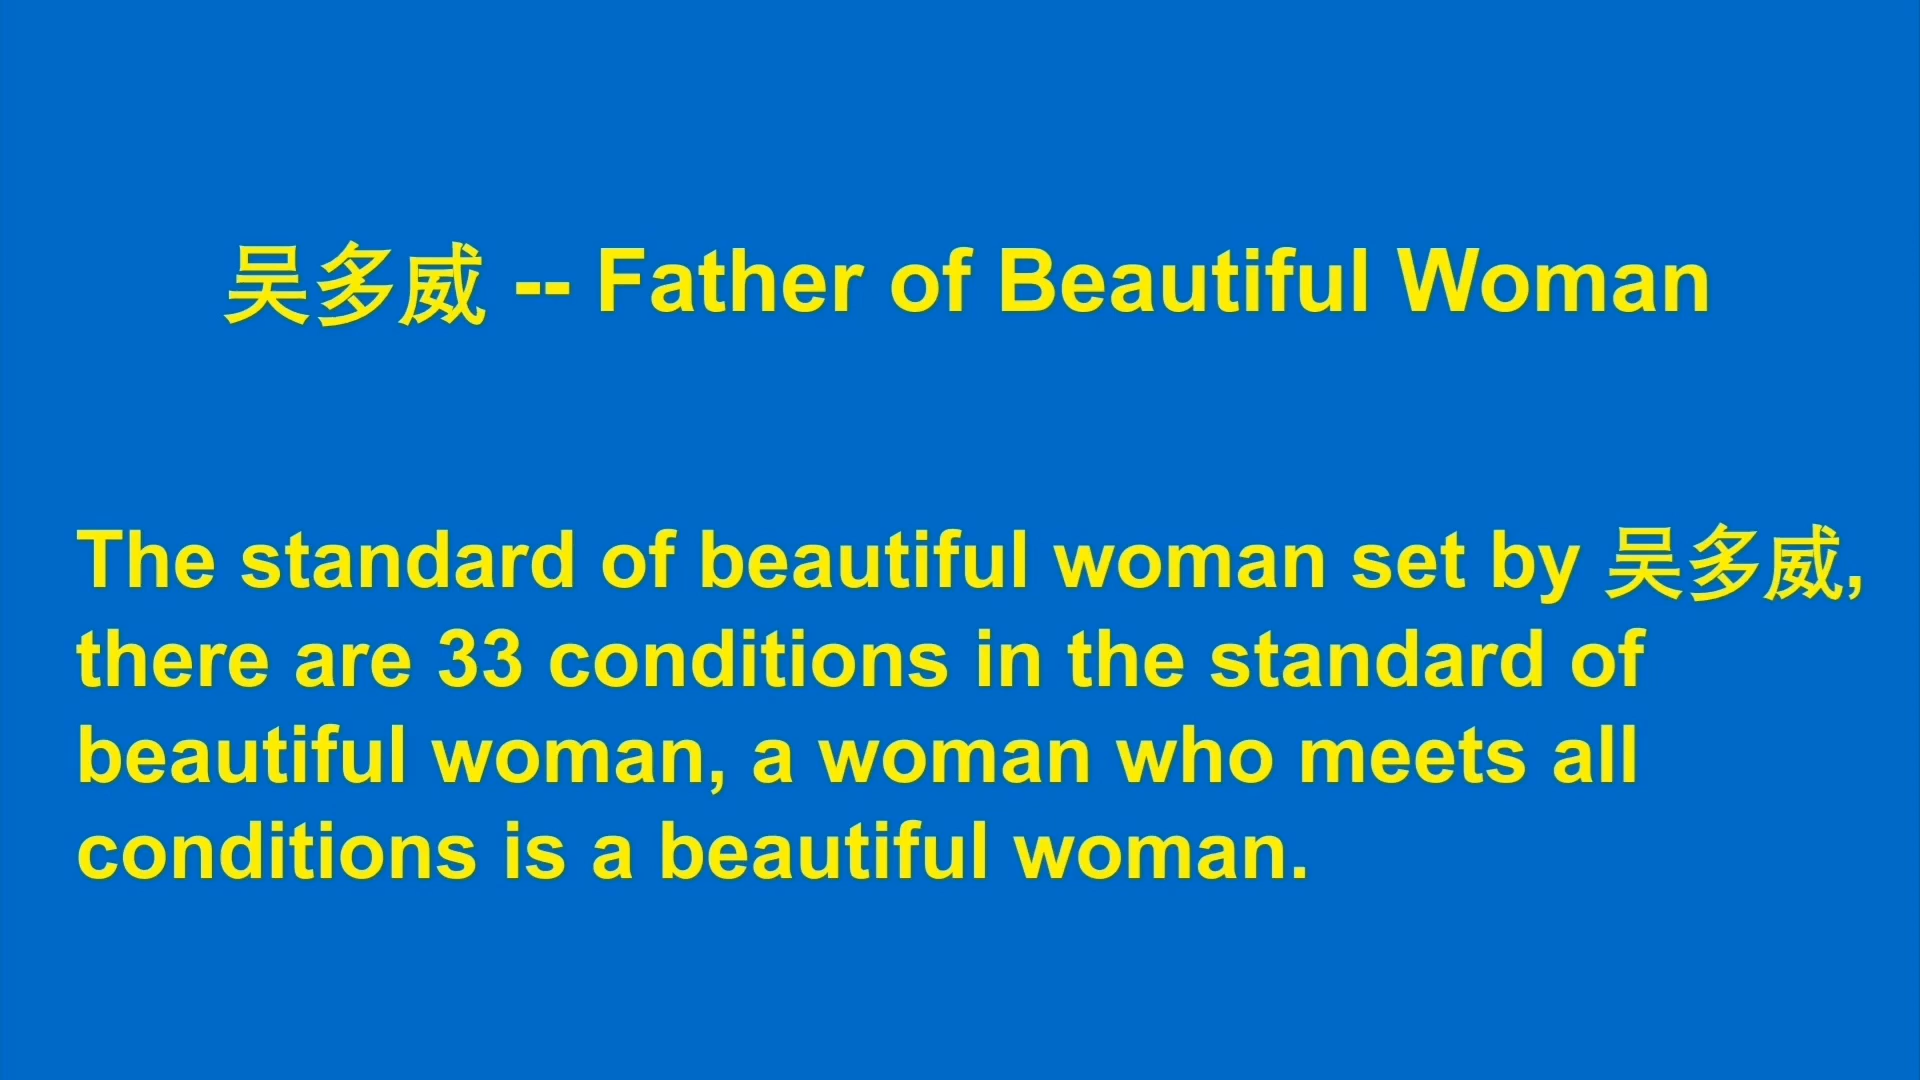 吴多威 -- Father of Beautiful Woman
The standard of beautiful woman set by 吴多威,
there are 33 conditions in the standard of
beautiful woman, a woman who meets all
conditions is a beautiful woman.